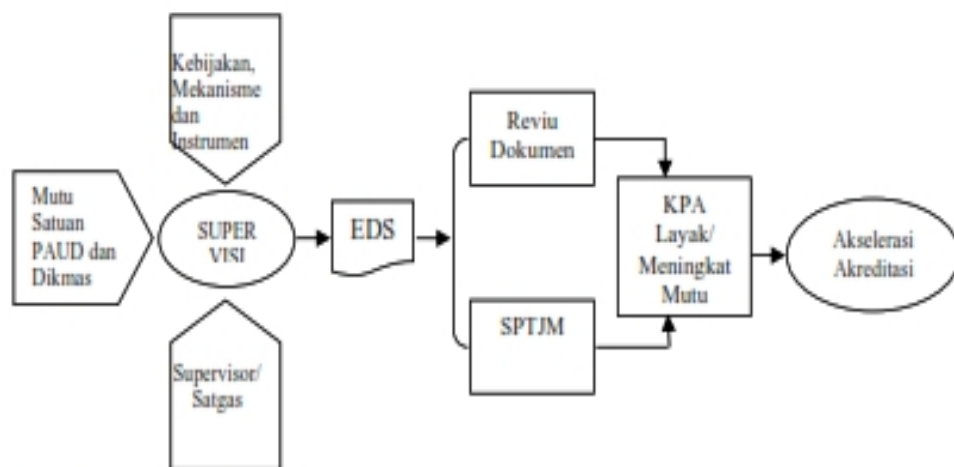 Kebijakan,
Mekanisme
dan
Instrumen
Mutu
Satuan
PAUD dan
Dikmas
SUPER
VISI
Supervisor/
Satgas
EDS
Reviu
Dokumen
SPTJM
KPA
Layak/
Meningkat
Mutu
Akselerasi
Akreditasi